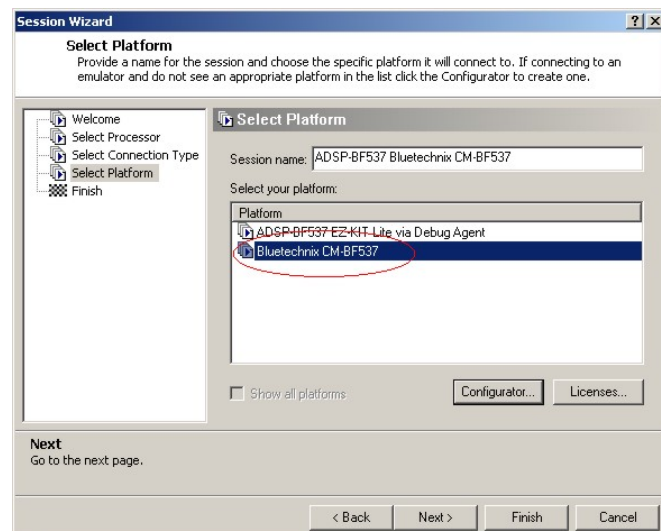 Session Wizard
Select Platform
Provide a name for the session and choose the specific platform it will connect to. If connecting to an
emulator and do not see an appropriate platform in the list click the Configurator to create one.
Welcome
Select Processor
Select Connection Type
Select Platform
Finish
Select Platform
Session name: ADSP-BF537 Bluetechnix CM-BF537
Select your platform:
Platform
ADSP-BF537 EZ-KIT Lite via Debug Agent
Bluetechnix CM-BF537
Show all platforms
Configurator...
Licenses...
Next
Go to the next page.
< Back
Next >
Finish
Cancel